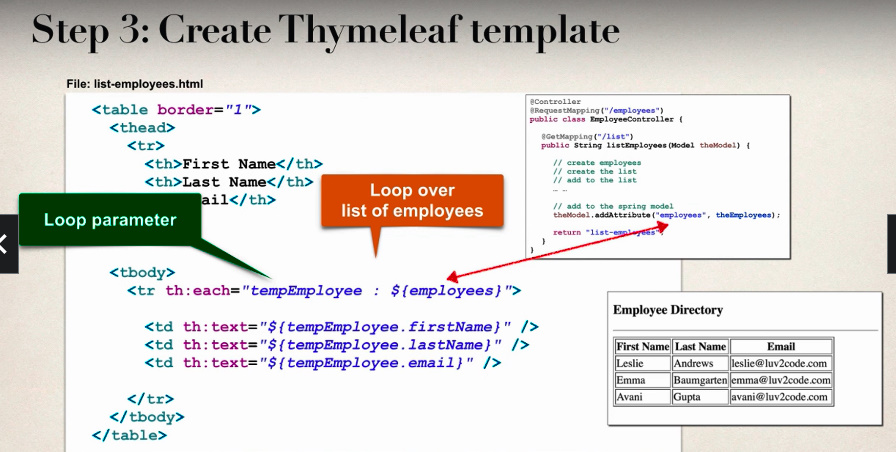 Step 3: Create Thymeleaf template
File: list-employees.html
<table border="1">
<thead>
<tr>
<th>First Name</th>
<th>Last Name</th>
ail</th>
Loop parameter
Loop over
list of employees
<tbody>
<tr th:each="tempEmployee : ${employees}">
<td th:text="${tempEmployee.firstName}" />
<td th:text="${tempEmployee.lastName}" />
<td th:text="${tempEmployee.email}" />
</tr>
</tbody>
</table>
@Controller
@RequestMapping("/employees")
public class EmployeeController {
@GetMapping("/list")
public String listEmployees(Model theModel) {
// create employees
// create the list
// add to the list
… …
// add to the spring model
theModel.addAttribute("employees", theEmployees);
return "list-employees";
}
}
Employee Directory
First Name Last Name Email
Leslie Andrews leslie@luv2code.com
Emma Baumgarten emma@luv2code.com
Avani Gupta avani@luv2code.com